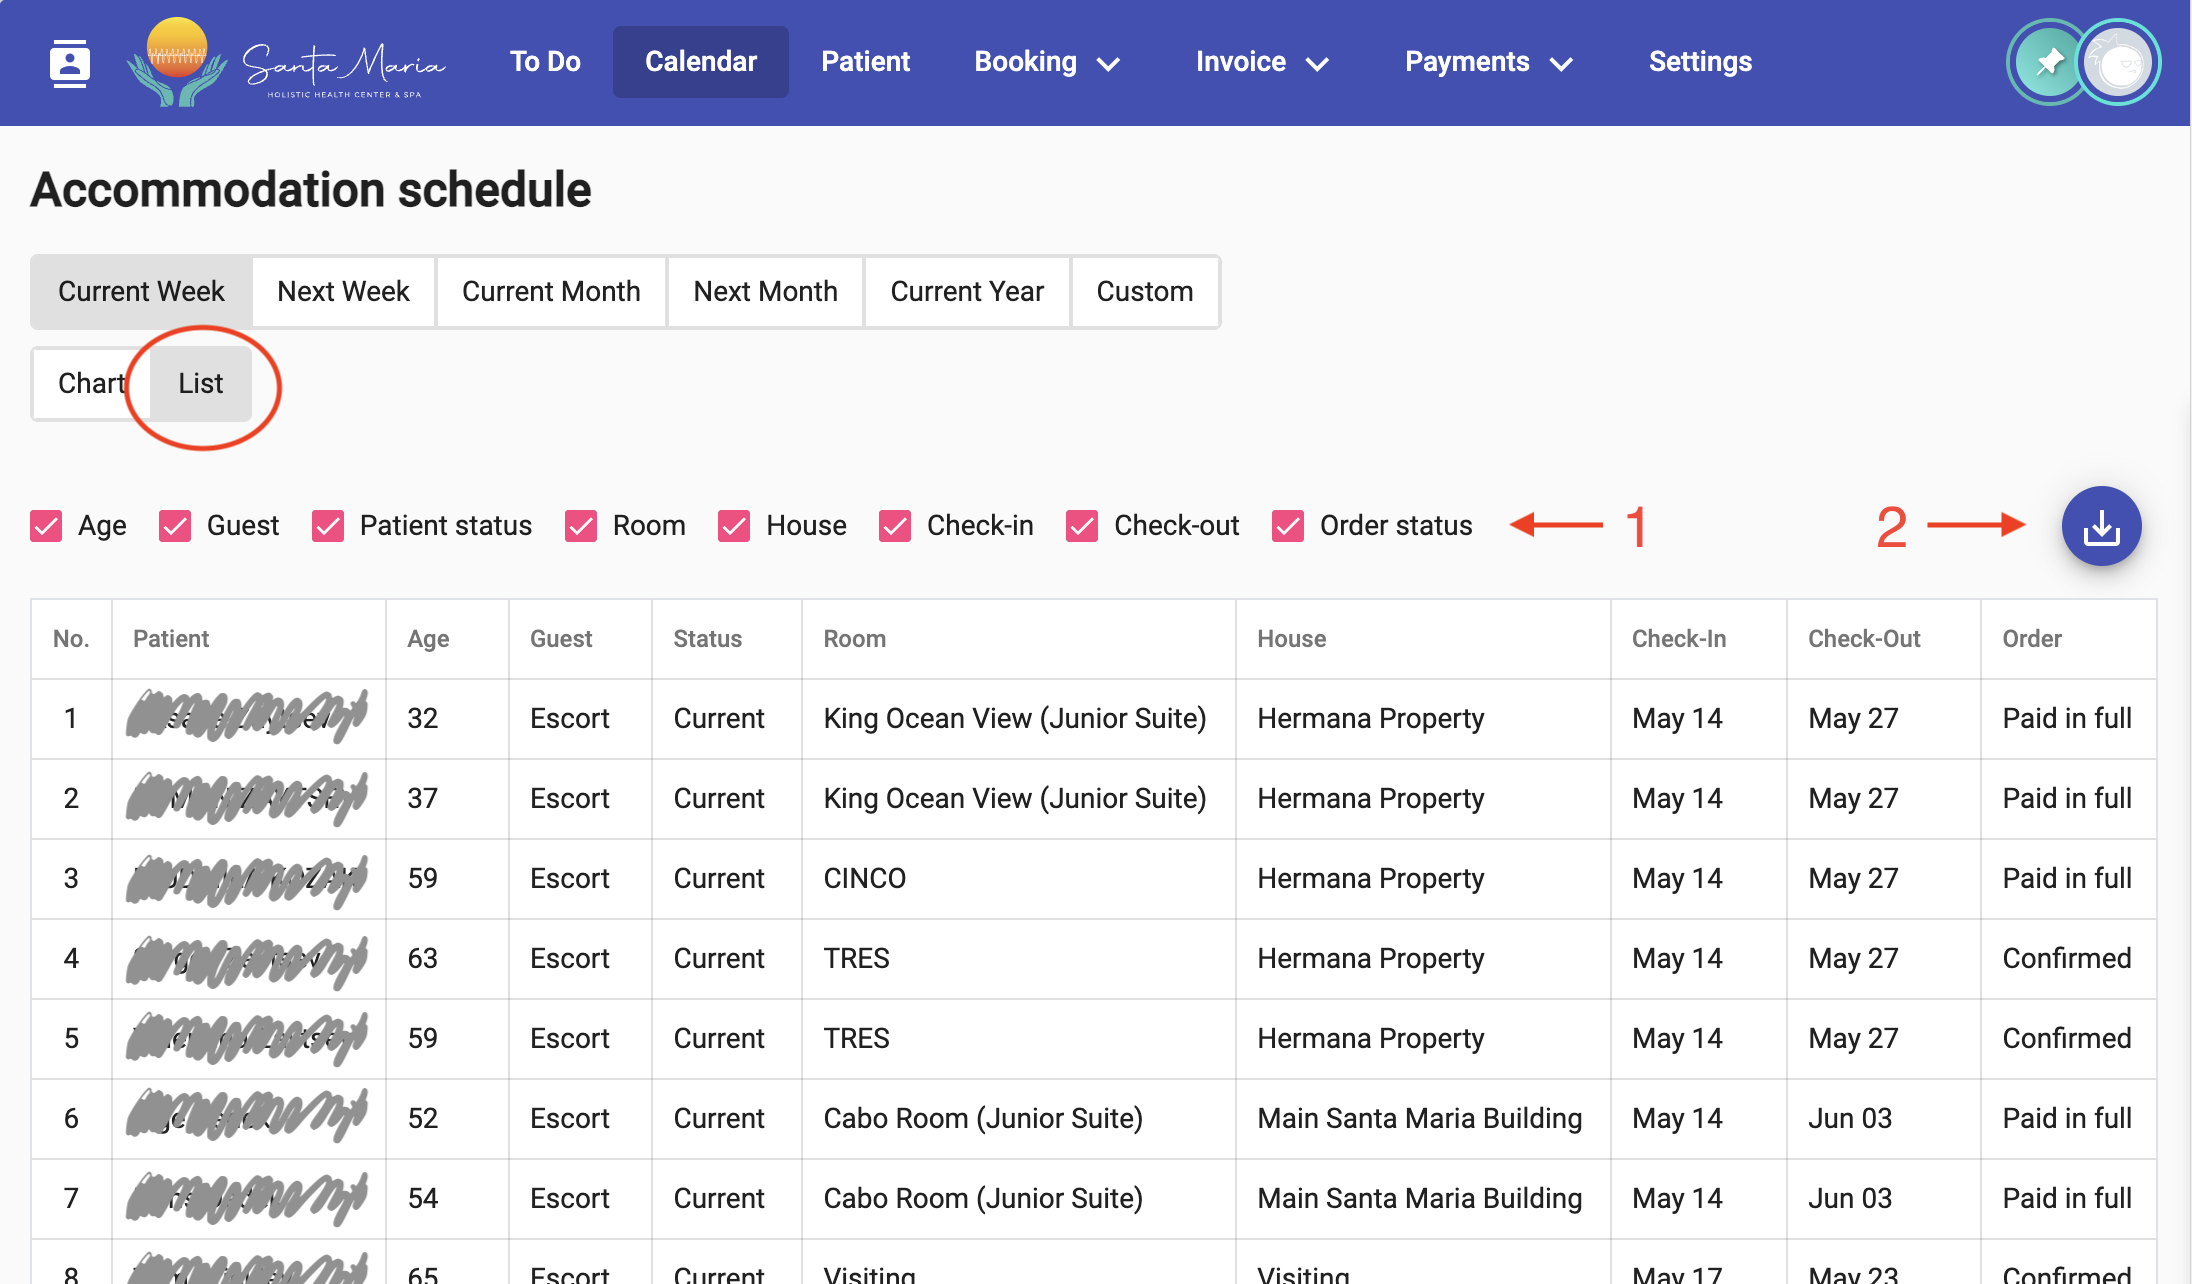 Santa Maria
HOLISTIC HEALTH CENTER & SPA
To Do Calendar Patient Booking Invoice Payments Settings
Accommodation schedule
Current Week Next Week Current Month Next Month Current Year Custom
Chart List
Age Guest Patient status Room House Check-in Check-out Order status 1 2
No. Patient Age Guest Status Room House Check-In Check-Out Order
1 32 Escort Current King Ocean View (Junior Suite) Hermana Property May 14 May 27 Paid in full
2 37 Escort Current King Ocean View (Junior Suite) Hermana Property May 14 May 27 Paid in full
3 59 Escort Current CINCO Hermana Property May 14 May 27 Paid in full
4 63 Escort Current TRES Hermana Property May 14 May 27 Confirmed
5 59 Escort Current TRES Hermana Property May 14 May 27 Confirmed
6 52 Escort Current Cabo Room (Junior Suite) Main Santa Maria Building May 14 Jun 03 Paid in full
7 54 Escort Current Cabo Room (Junior Suite) Main Santa Maria Building May 14 Jun 03 Paid in full
8 65 Escort Current Visiting Visiting May 17 May 23 Confirmed